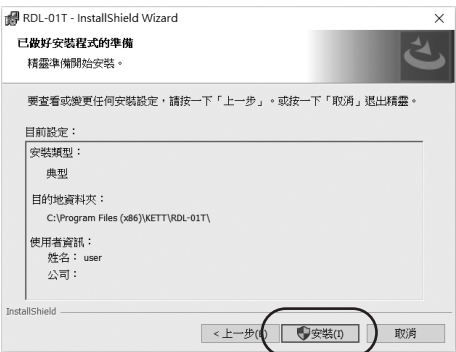 RDL-01T - InstallShield Wizard
已做好安裝程式的準備
精靈準備開始安裝。
要查看或變更任何安裝設定，請按一下「上一步」。或按一下「取消」退出精靈。
目前設定：
安裝類型：
典型
目的地資料夾：
C:\Program Files (x86)\KETT\RDL-01T\
使用者資訊：
姓名： user
公司：
InstallShield
< 上一步(
安裝(I)
取消